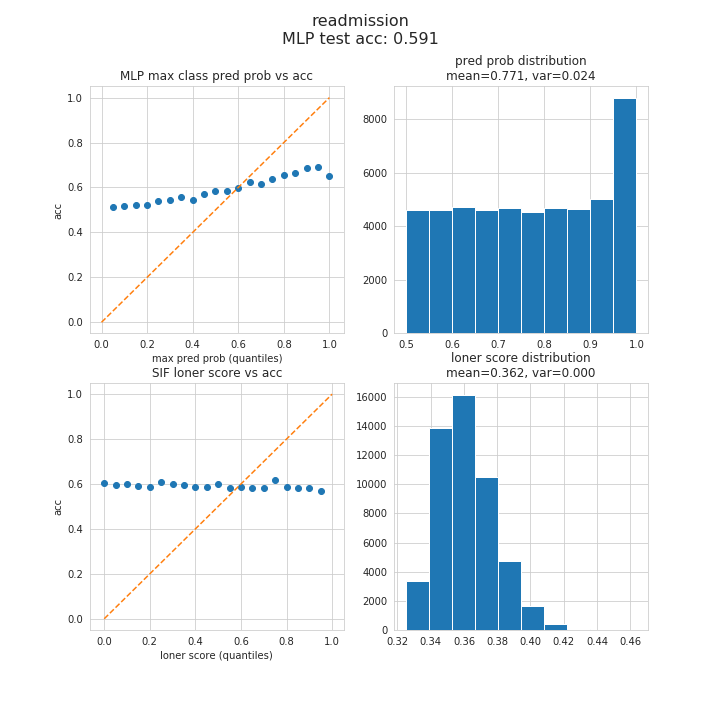 readmission
MLP test acc: 0.591
MLP max class pred prob vs acc
1.0
0.8
0.6
0.4
0.2
0.0
acc
0.0 0.2 0.4 0.6 0.8 1.0
max pred prob (quantiles)
pred prob distribution
mean=0.771, var=0.024
8000
6000
4000
2000
0
0.5 0.6 0.7 0.8 0.9 1.0
SIF loner score vs acc
1.0
0.8
0.6
0.4
0.2
0.0
acc
0.0 0.2 0.4 0.6 0.8 1.0
loner score (quantiles)
loner score distribution
mean=0.362, var=0.000
16000
14000
12000
10000
8000
6000
4000
2000
0
0.32 0.34 0.36 0.38 0.40 0.42 0.44 0.46